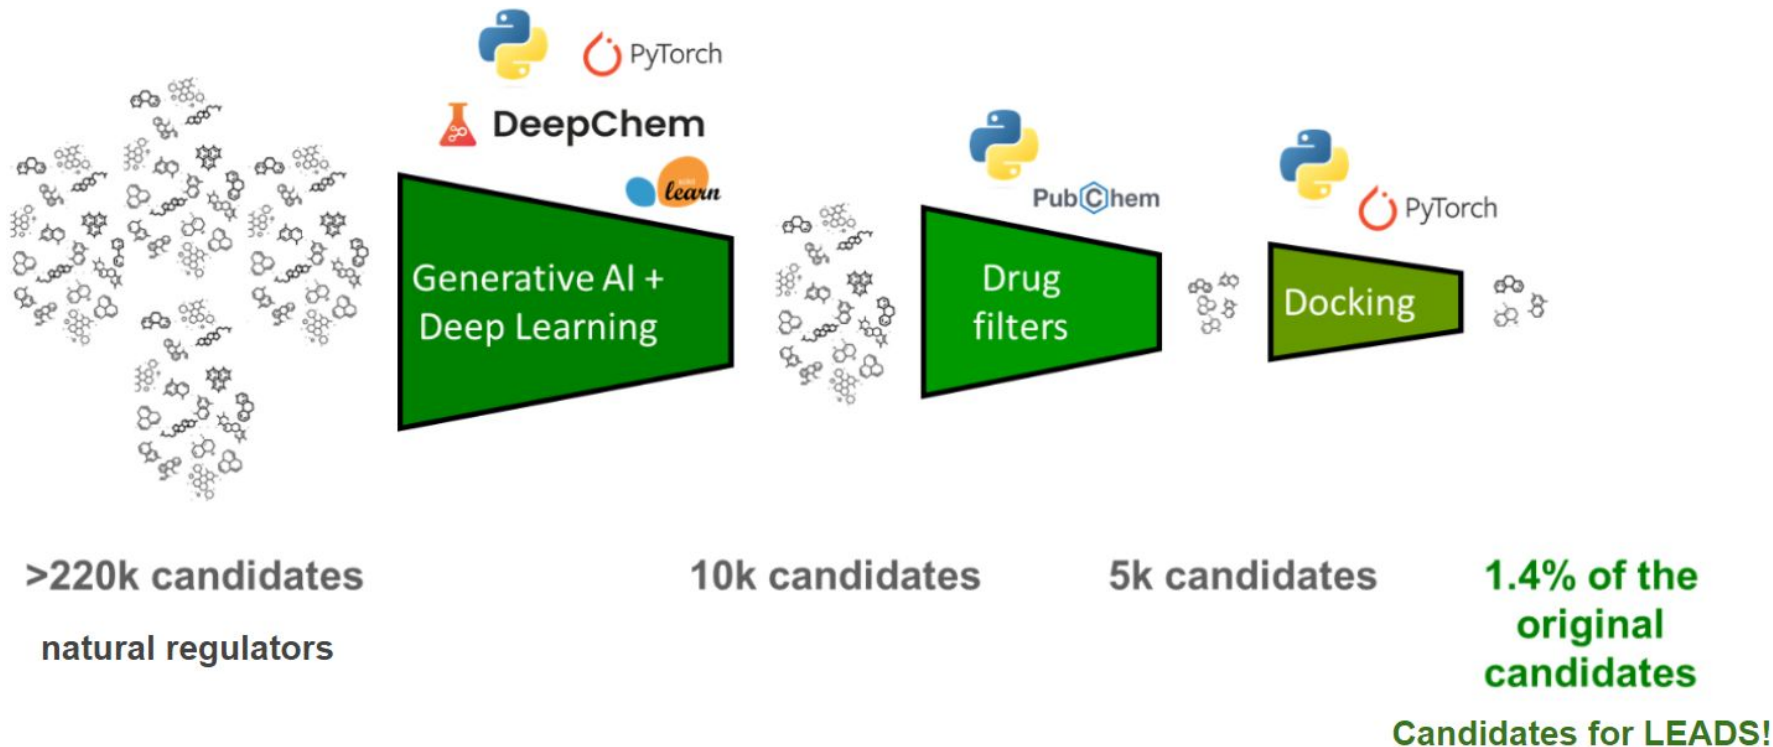 PyTorch
DeepChem
learn
Generative AI +
Deep Learning
PubChem
Drug
filters
PyTorch
Docking
>220k candidates
natural regulators
10k candidates
5k candidates
1.4% of the
original
candidates
Candidates for LEADS!